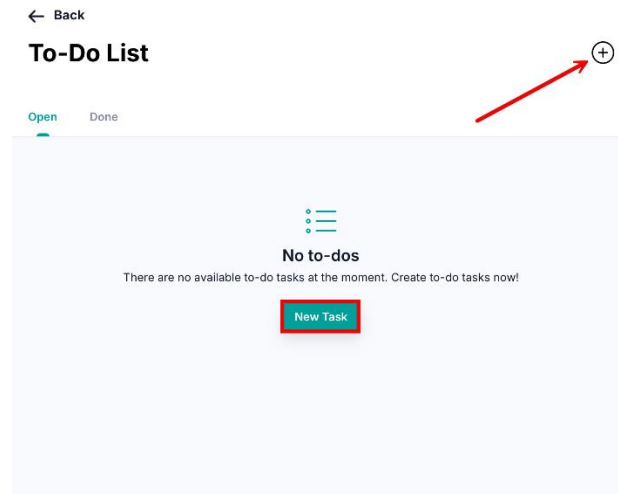 Back
To-Do List
Open Done
No to-dos
There are no available to-do tasks at the moment. Create to-do tasks now!
New Task